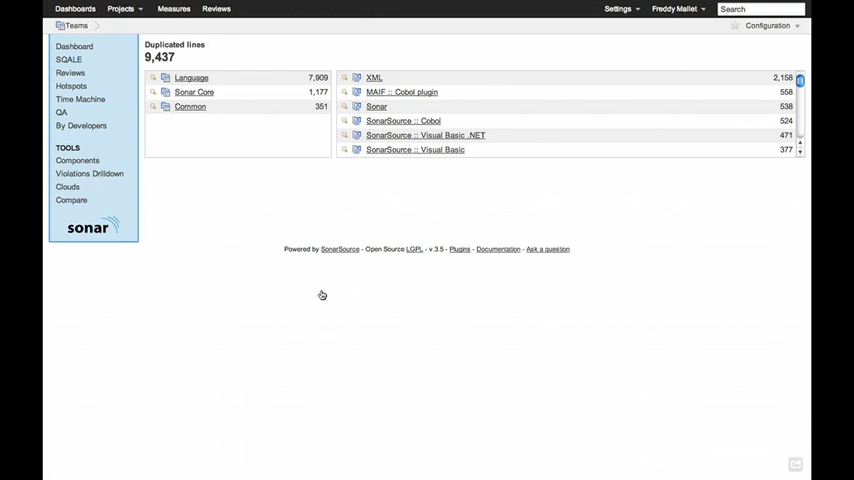 Dashboards Projects Measures Reviews Settings Freddy Mallet Search
Teams Configuration
Dashboard
SQALE
Reviews
Hotspots
Time Machine
QA
By Developers
TOOLS
Components
Violations Drilldown
Clouds
Compare
sonar
Duplicated lines
9,437
Language 7,909
Sonar Core 1,177
Common 351
XML 2,158
MAIF :: Cobol plugin 558
Sonar 538
SonarSource :: Cobol 524
SonarSource :: Visual Basic .NET 471
SonarSource :: Visual Basic 377
Powered by SonarSource - Open Source LGPL - v.3.5 - Plugins - Documentation - Ask a question